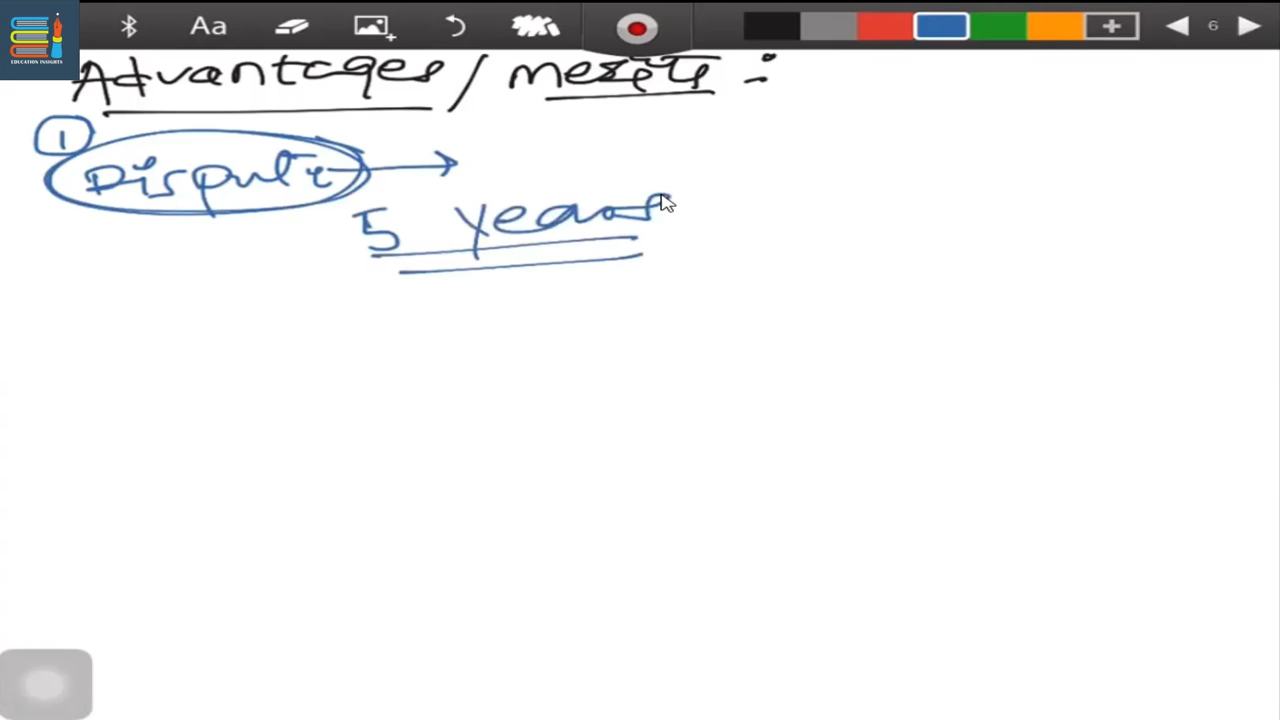 EDUCATION INSIGHTS
Aa
6
Advantages / merits :
1
Dispute →
5 years